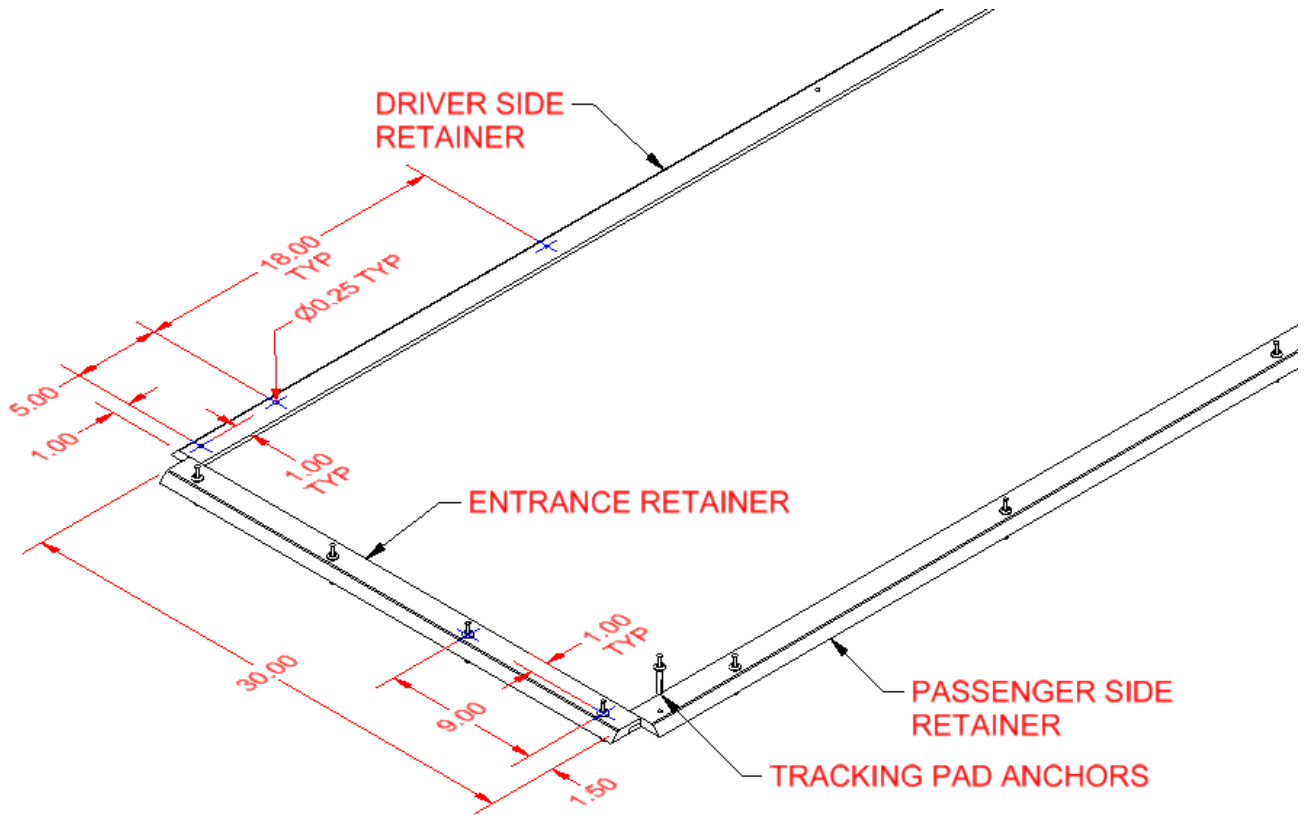 DRIVER SIDE
RETAINER
18.00
TYP
Ø0.25 TYP
5.00
1.00
1.00
TYP
ENTRANCE RETAINER
1.00
TYP
30.00
9.00
1.50
PASSENGER SIDE
RETAINER
TRACKING PAD ANCHORS